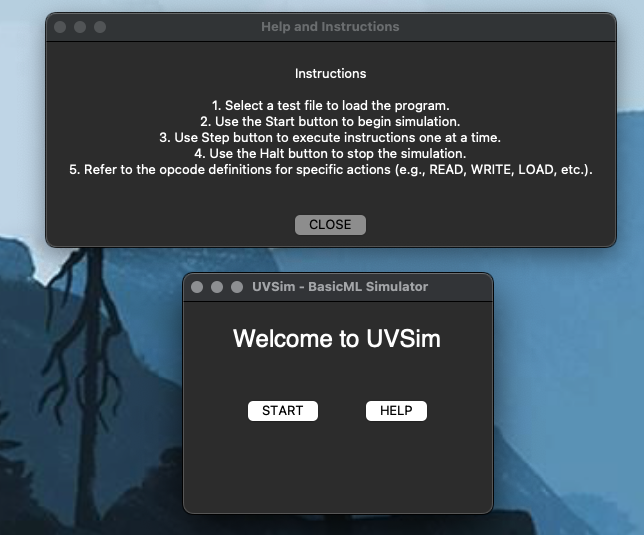 Help and Instructions
Instructions
1. Select a test file to load the program.
2. Use the Start button to begin simulation.
3. Use Step button to execute instructions one at a time.
4. Use the Halt button to stop the simulation.
5. Refer to the opcode definitions for specific actions (e.g., READ, WRITE, LOAD, etc.).
CLOSE
UVSim - BasicML Simulator
Welcome to UVSim
START HELP